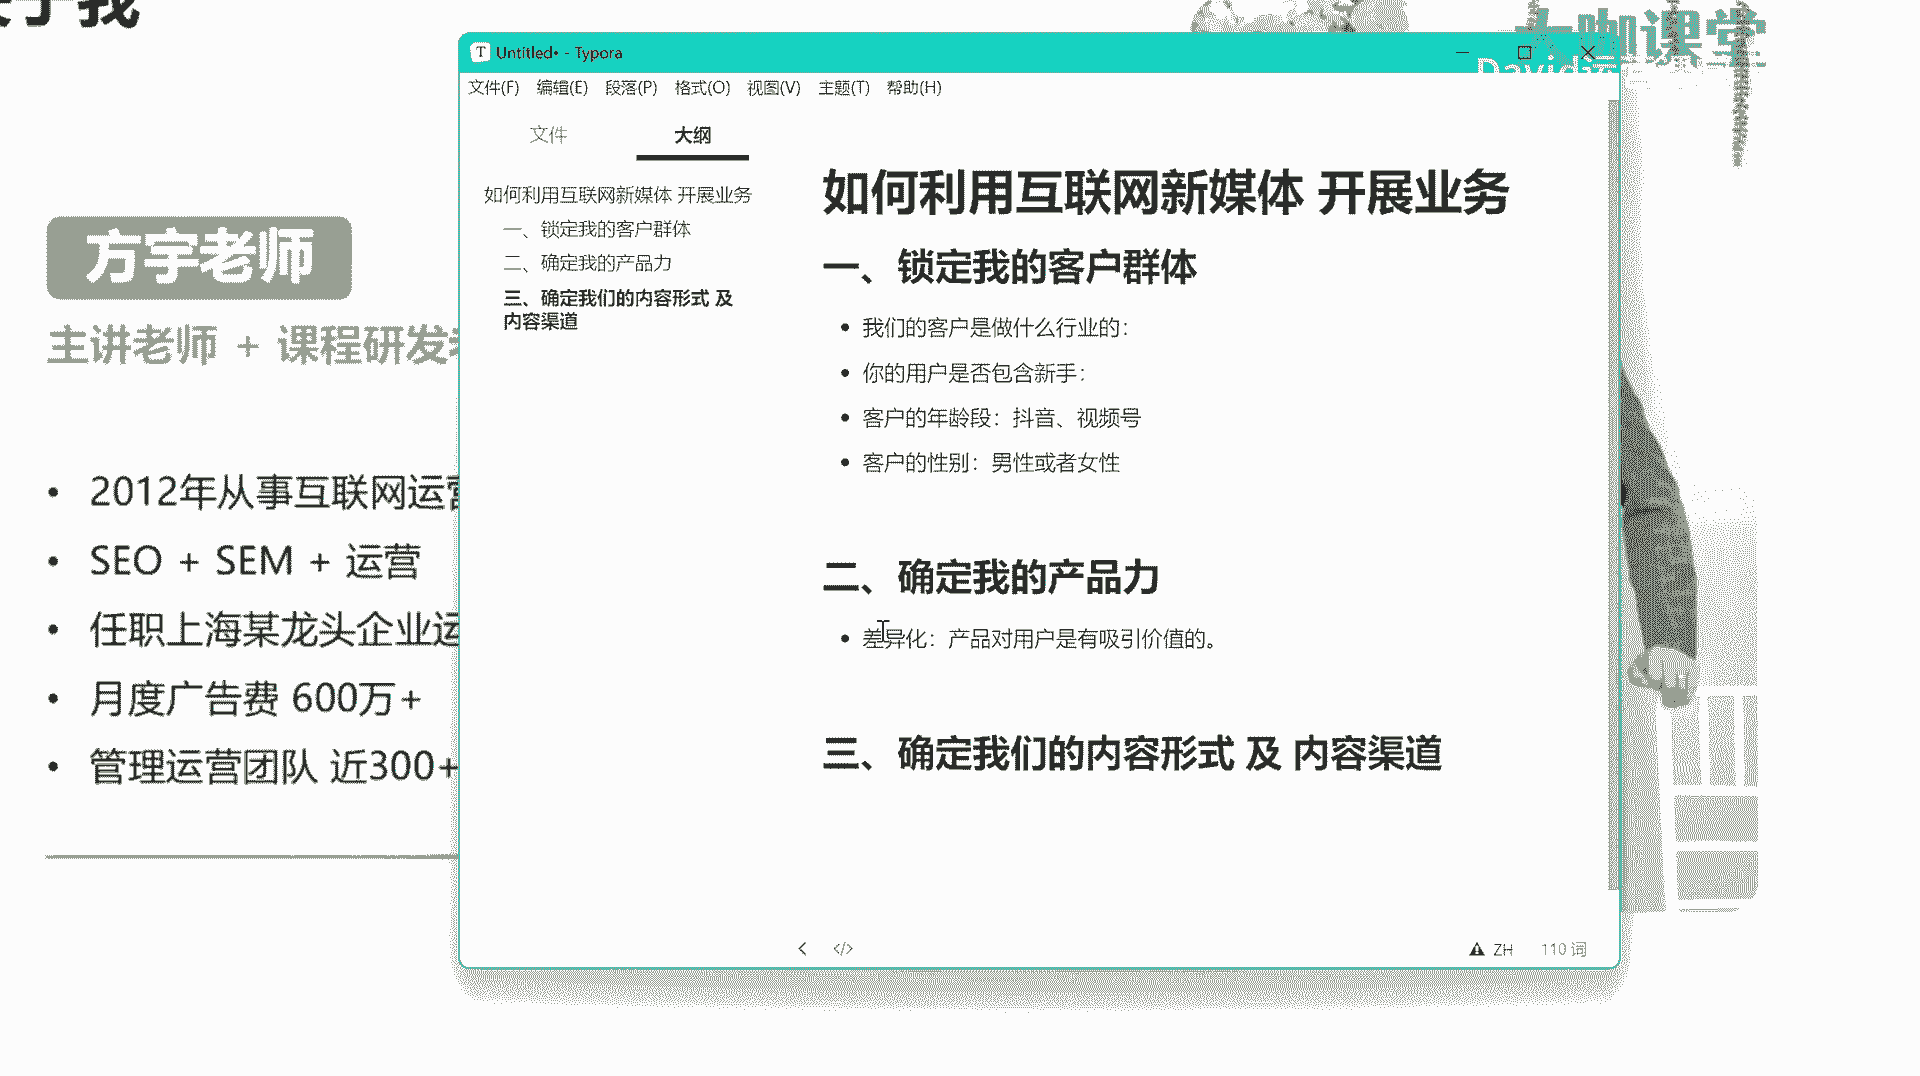 于我
大咖课堂
方宇老师
主讲老师 + 课程研发
2012年从事互联网运营
SEO + SEM + 运营
任职上海某龙头企业运
月度广告费 600万+
管理运营团队 近300+
Untitled• - Typora
文件(F) 编辑(E) 段落(P) 格式(O) 视图(V) 主题(T) 帮助(H)
文件 大纲
如何利用互联网新媒体 开展业务
一、锁定我的客户群体
二、确定我的产品力
三、确定我们的内容形式 及
内容渠道
如何利用互联网新媒体 开展业务
一、锁定我的客户群体
我们的客户是做什么行业的：
你的用户是否包含新手：
客户的年龄段：抖音、视频号
客户的性别：男性或者女性
二、确定我的产品力
差异化：产品对用户是有吸引价值的。
三、确定我们的内容形式 及 内容渠道
ZH 110 词